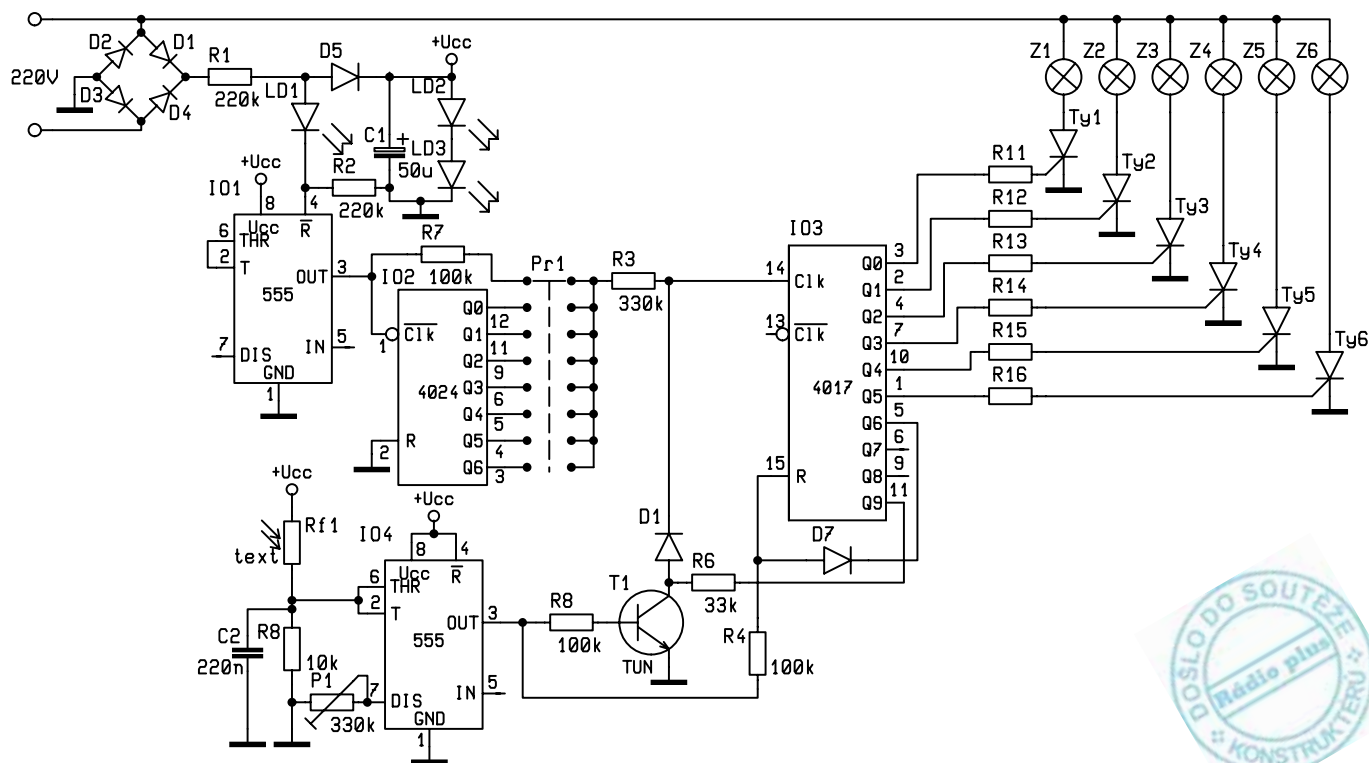 220V
D2
D1
D3
D4
R1
220k
D5
LD1
+Ucc
LD2
C1
+
50u
LD3
R2
220k
+Ucc
IO1
8
4
Ucc
R
6
THR
2
T
OUT
3
555
7
DIS
IN
5
GND
1
R7
100k
IO2
Clk
1
4024
R
2
Q0
12
Q1
11
Q2
9
Q3
6
Q4
5
Q5
4
Q6
3
Pr1
R3
330k
IO3
14
Clk
13
Clk
4017
15
R
Q0
3
Q1
2
Q2
4
Q3
7
Q4
10
Q5
1
Q6
5
Q7
6
Q8
9
Q9
11
R11
R12
R13
R14
R15
R16
Z1
Z2
Z3
Z4
Z5
Z6
Ty1
Ty2
Ty3
Ty4
Ty5
Ty6
+Ucc
Rf1
text
C2
220n
R8
10k
P1
330k
+Ucc
IO4
8
4
Ucc
R
6
THR
2
T
OUT
3
555
7
DIS
IN
5
GND
1
R8
100k
T1
TUN
D1
R6
33k
D7
R4
100k
DOŠLO DO SOUTĚŽE
Rádio plus
KONSTRUKTÉRŮ